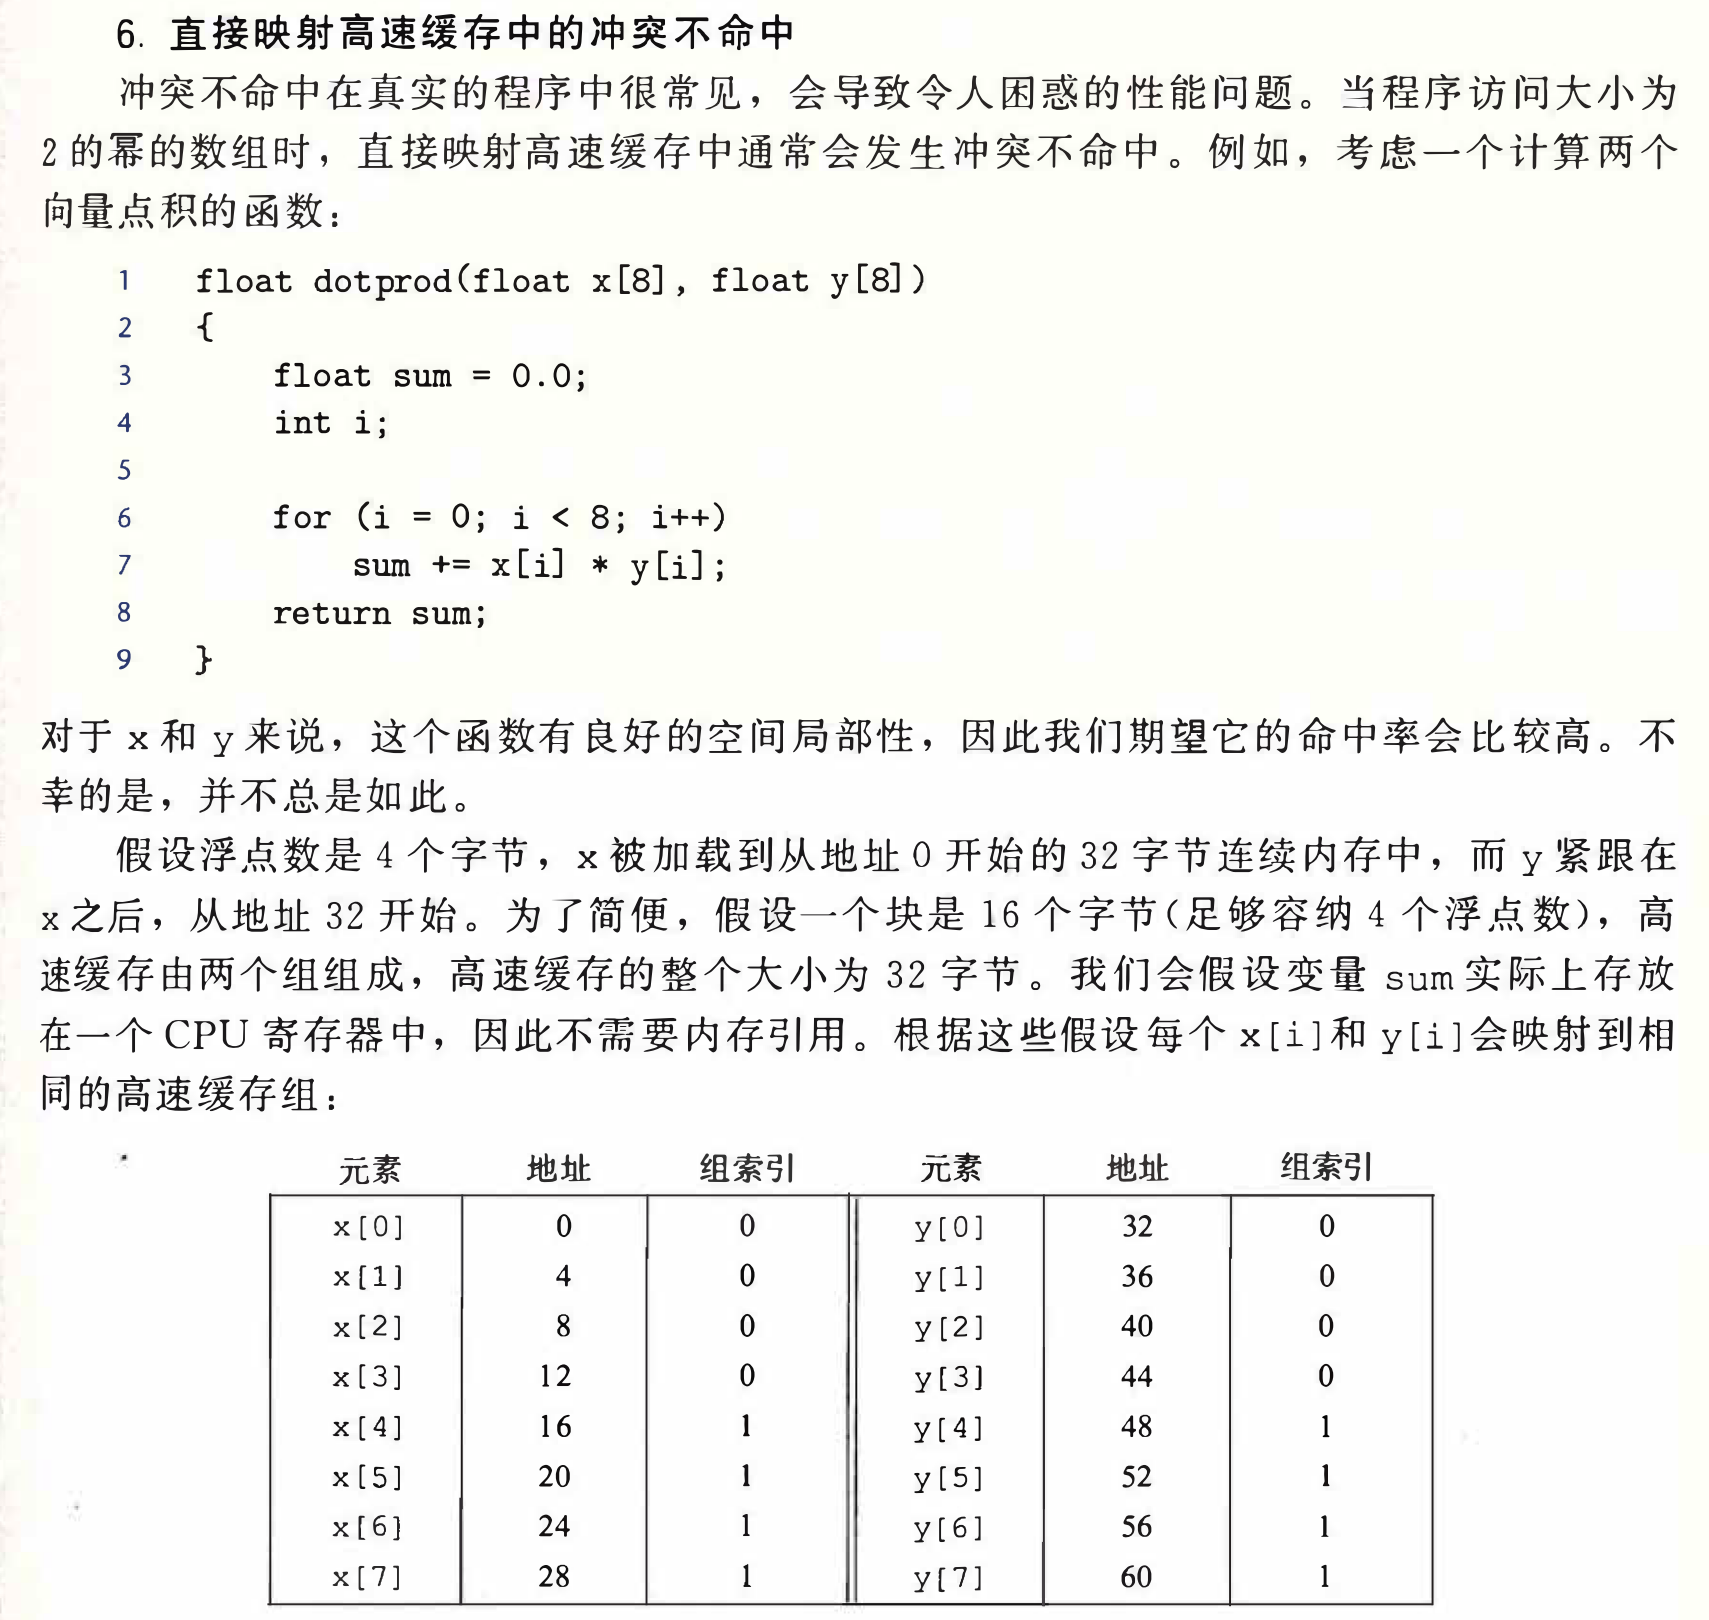 6. 直接映射高速缓存中的冲突不命中
冲突不命中在真实的程序中很常见，会导致令人困惑的性能问题。当程序访问大小为
2的幂的数组时，直接映射高速缓存中通常会发生冲突不命中。例如，考虑一个计算两个
向量点积的函数：
1 float dotprod(float x[8], float y[8])
2 {
3 float sum = 0.0;
4 int i;
5
6 for (i = 0; i < 8; i++)
7 sum += x[i] * y[i];
8 return sum;
9 }
对于 x 和 y 来说，这个函数有良好的空间局部性，因此我们期望它的命中率会比较高。不
幸的是，并不总是如此。
假设浮点数是 4 个字节，x 被加载到从地址 0 开始的 32 字节连续内存中，而 y 紧跟在
x 之后，从地址 32 开始。为了简便，假设一个块是 16 个字节(足够容纳 4 个浮点数)，高
速缓存由两个组组成，高速缓存的整个大小为 32 字节。我们会假设变量 sum 实际上存放
在一个 CPU 寄存器中，因此不需要内存引用。根据这些假设每个 x[i]和 y[i]会映射到相
同的高速缓存组：
元素 地址 组索引 元素 地址 组索引
x[0] 0 0 y[0] 32 0
x[1] 4 0 y[1] 36 0
x[2] 8 0 y[2] 40 0
x[3] 12 0 y[3] 44 0
x[4] 16 1 y[4] 48 1
x[5] 20 1 y[5] 52 1
x[6] 24 1 y[6] 56 1
x[7] 28 1 y[7] 60 1